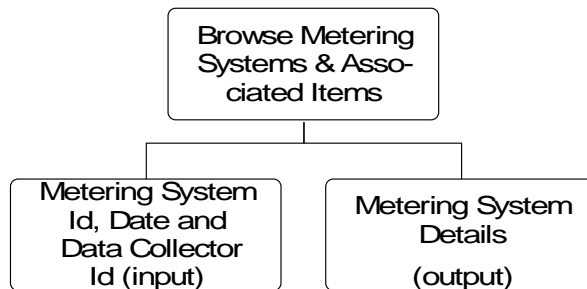 Browse Metering
Systems & Asso-
ciated Items
Metering System
Id, Date and
Data Collector
Id (input)
Metering System
Details
(output)